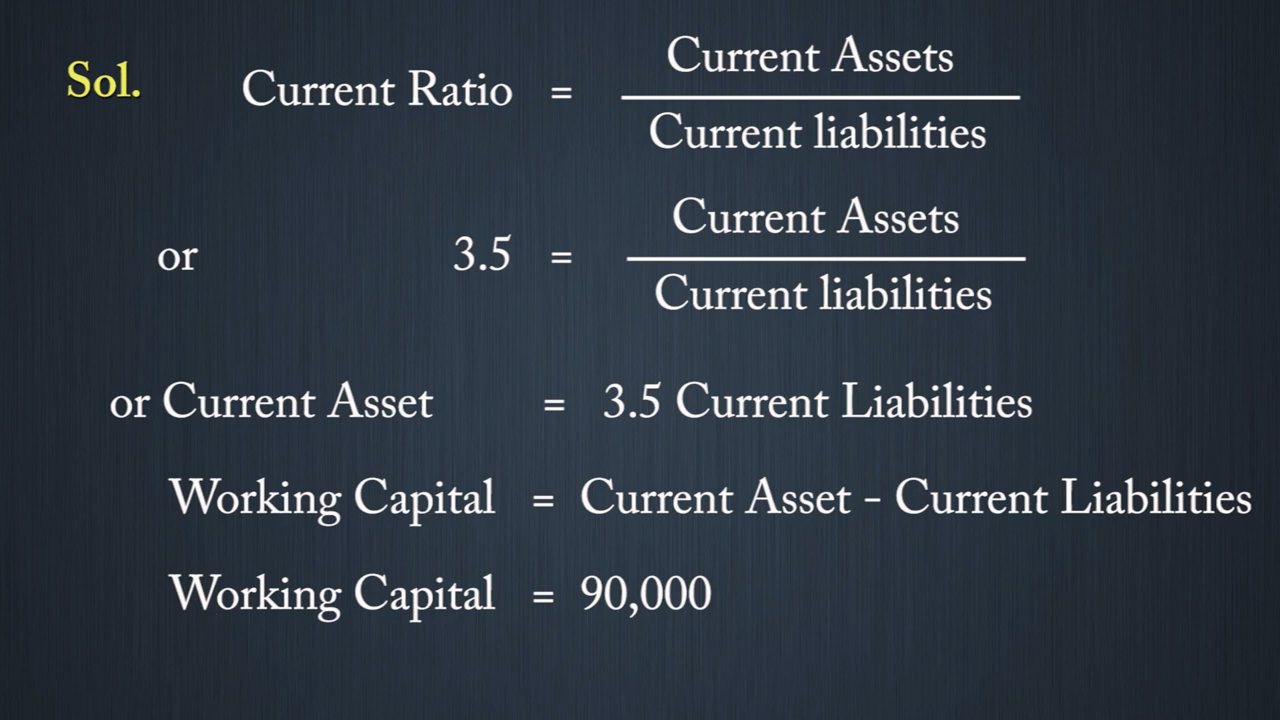 Sol. Current Ratio = Current Assets
Current liabilities
or 3.5 = Current Assets
Current liabilities
or Current Asset = 3.5 Current Liabilities
Working Capital = Current Asset - Current Liabilities
Working Capital = 90,000